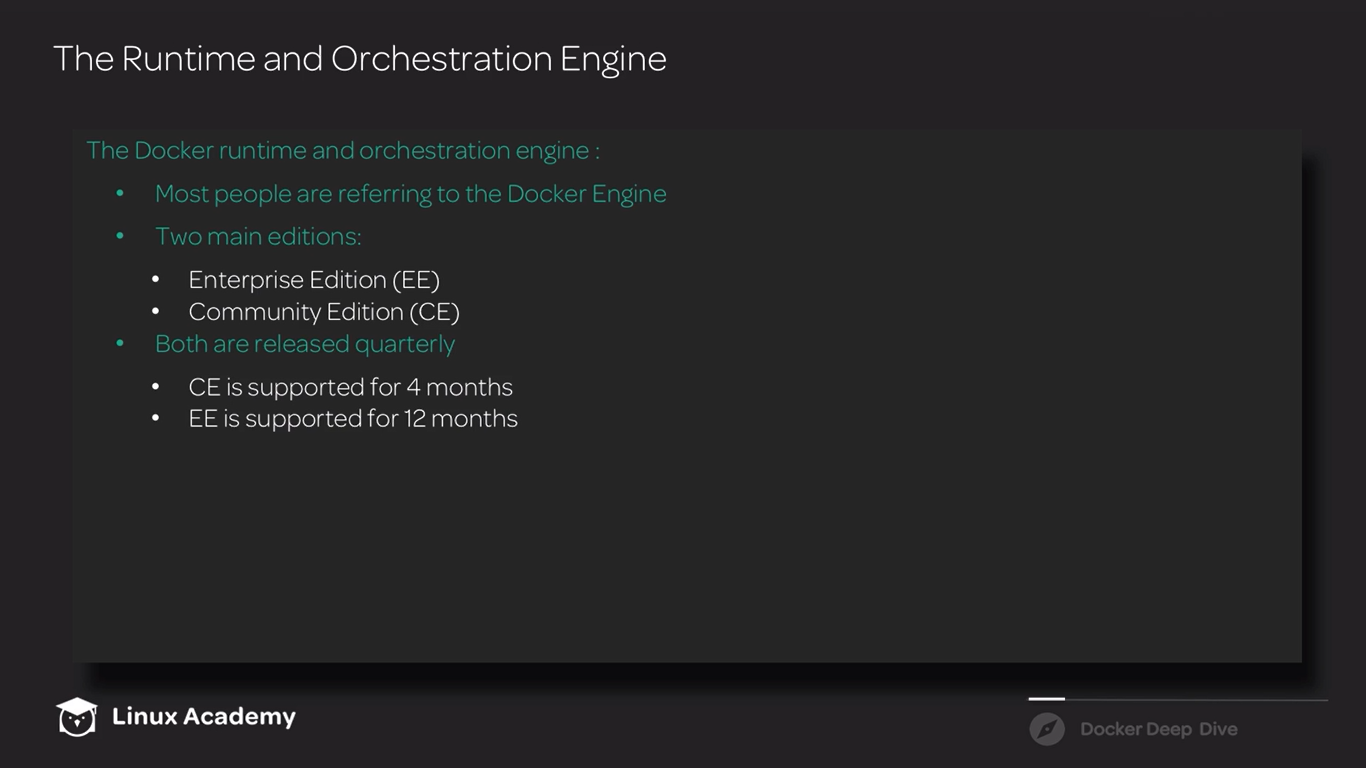 The Runtime and Orchestration Engine
The Docker runtime and orchestration engine :
• Most people are referring to the Docker Engine
• Two main editions:
• Enterprise Edition (EE)
• Community Edition (CE)
• Both are released quarterly
• CE is supported for 4 months
• EE is supported for 12 months
Linux Academy
Docker Deep Dive